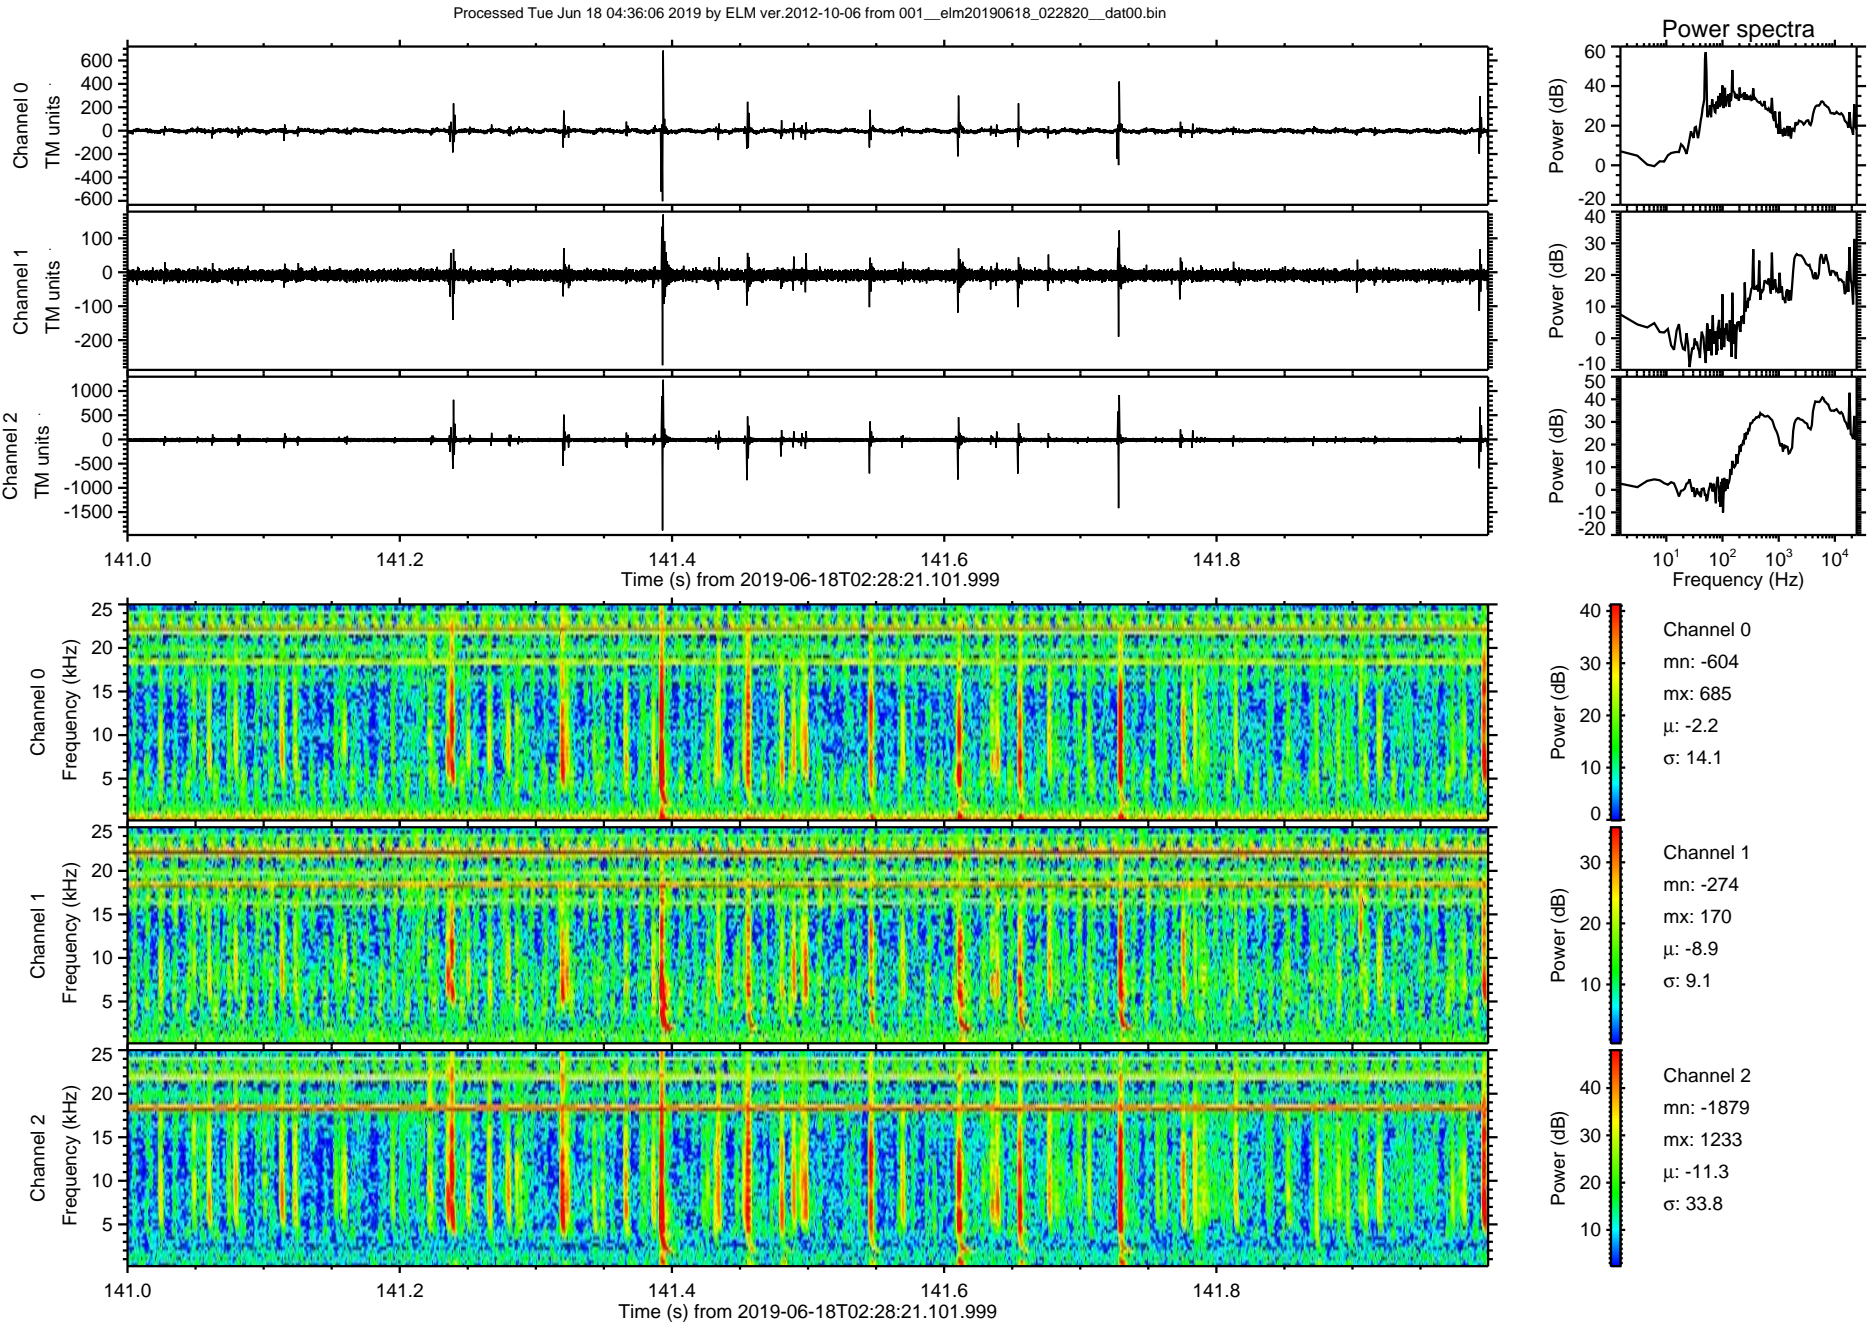 Processed Tue Jun 18 04:36:06 2019 by ELM ver.2012-10-06 from 001__elm20190618_022820__dat00.bin
Power spectra
Channel 0
TM units
600
400
200
0
-200
-400
-600
Power (dB)
60
40
20
0
-20
Channel 1
TM units
100
0
-100
-200
Power (dB)
40
30
20
10
0
-10
Channel 2
TM units
1000
500
0
-500
-1000
-1500
Power (dB)
50
40
30
20
10
0
-10
-20
141.0 141.2 141.4 141.6 141.8
Time (s) from 2019-06-18T02:28:21.101.999
10^1 10^2 10^3 10^4
Frequency (Hz)
Channel 0
Frequency (kHz)
25
20
15
10
5
Power (dB)
40
30
20
10
0
Channel 0
mn: -604
mx: 685
μ: -2.2
σ: 14.1
Channel 1
Frequency (kHz)
25
20
15
10
5
Power (dB)
30
20
10
Channel 1
mn: -274
mx: 170
μ: -8.9
σ: 9.1
Channel 2
Frequency (kHz)
25
20
15
10
5
Power (dB)
40
30
20
10
Channel 2
mn: -1879
mx: 1233
μ: -11.3
σ: 33.8
141.0 141.2 141.4 141.6 141.8
Time (s) from 2019-06-18T02:28:21.101.999